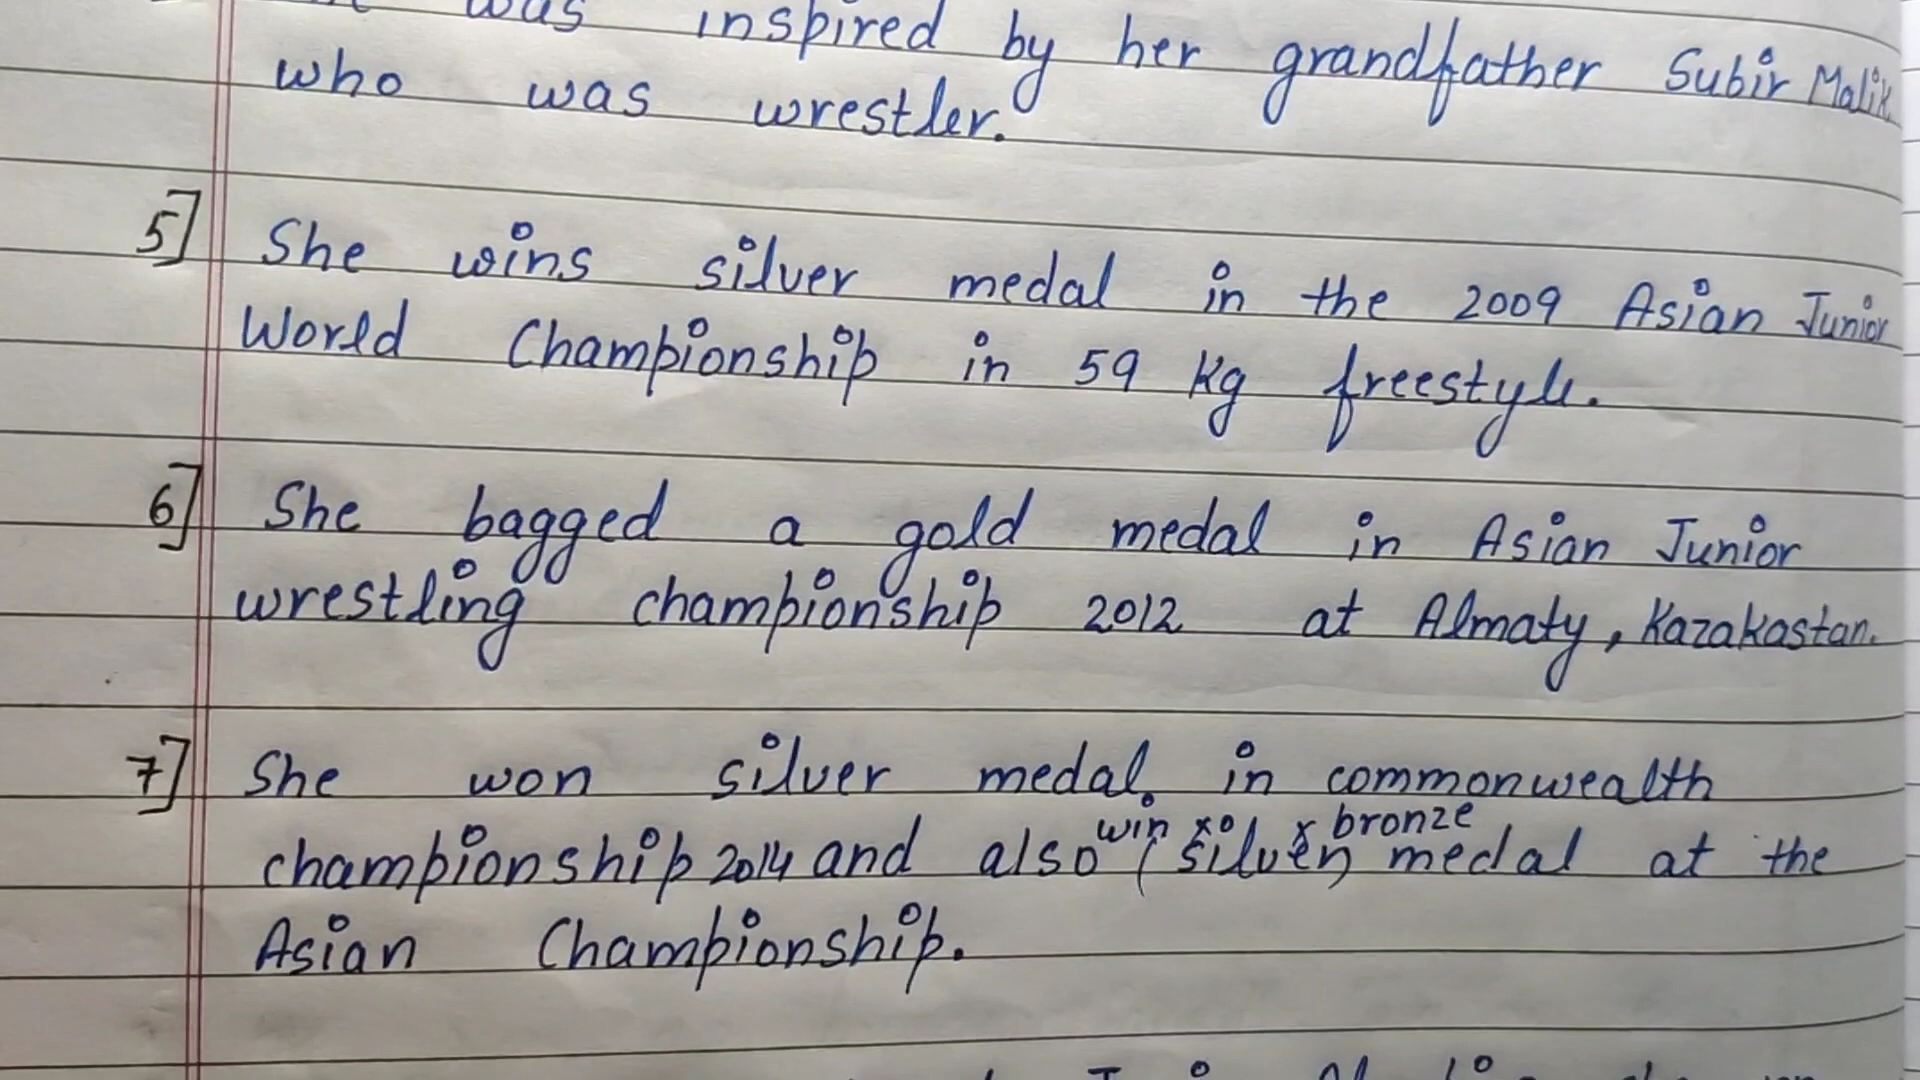 was inspired by her grandfather Subir Malik
who was wrestler.
5] She wins silver medal in the 2009 Asian Junior
World Championship in 59 kg freestyle.
6] She bagged a gold medal in Asian Junior
wrestling championship 2012 at Almaty, Kazakastan.
7] She won silver medal. in commonwealth
win x x bronze
championship 2014 and also (silver) medal at the
Asian Championship.